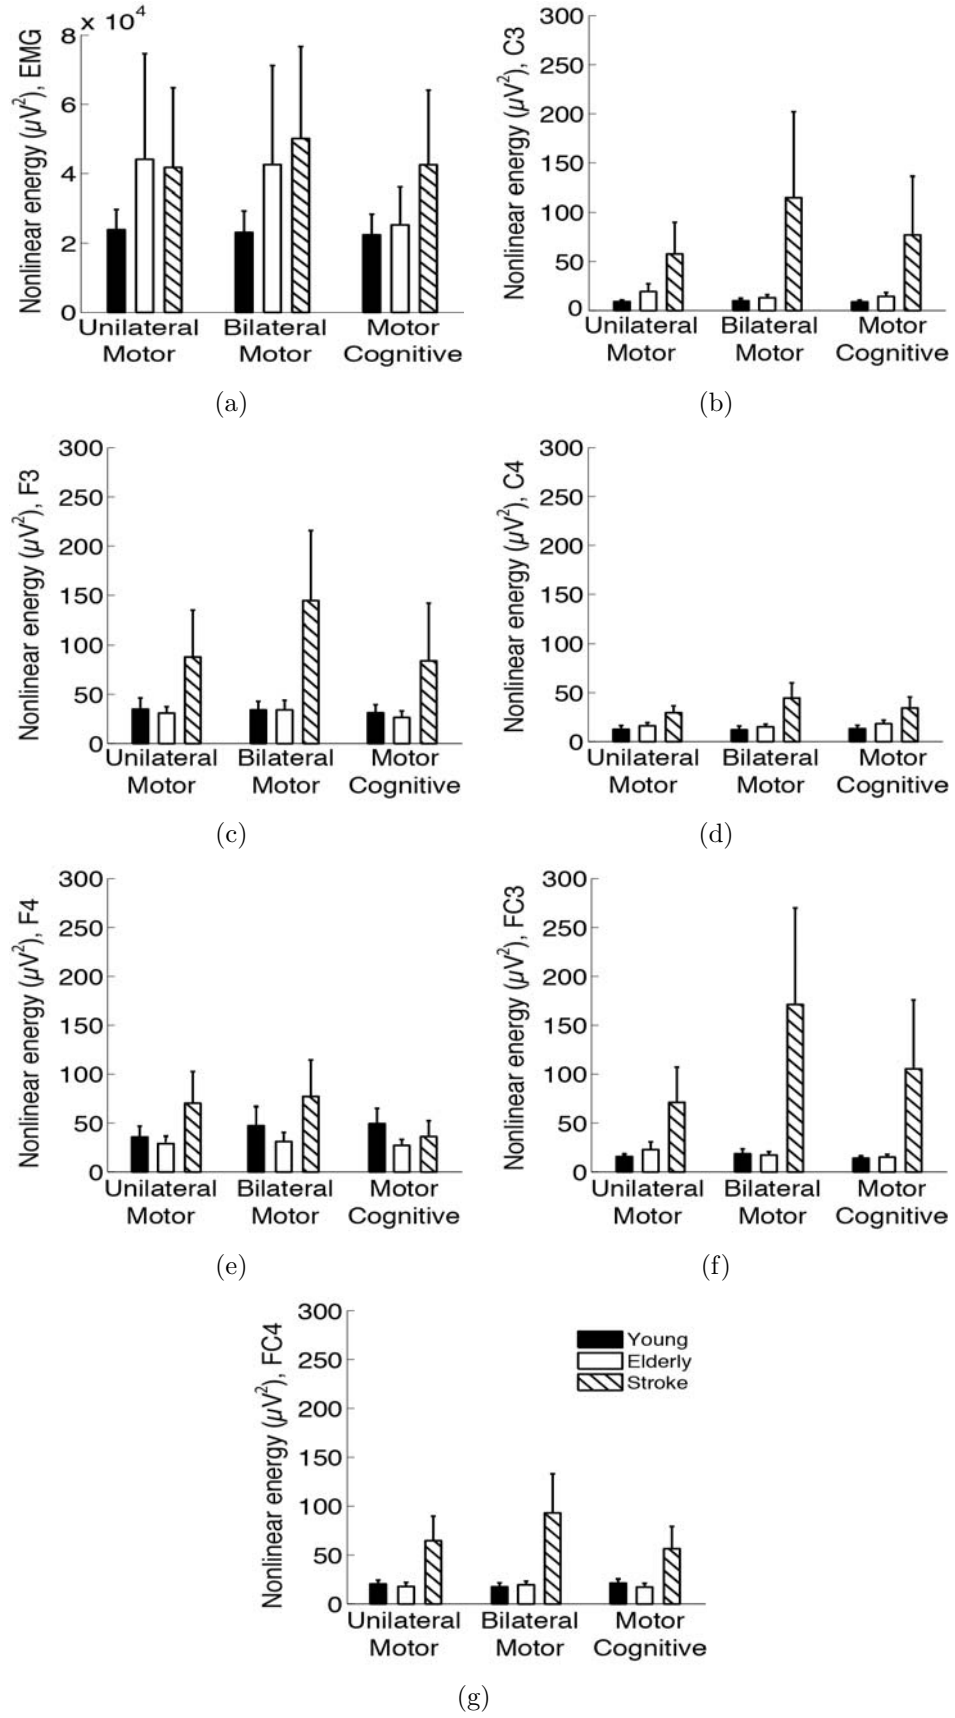 x 10⁴
Nonlinear energy (μV²), EMG
8
6
4
2
0
Unilateral Motor
Bilateral Motor
Motor Cognitive
(a)
Nonlinear energy (μV²), C3
300
250
200
150
100
50
0
Unilateral Motor
Bilateral Motor
Motor Cognitive
(b)
Nonlinear energy (μV²), F3
300
250
200
150
100
50
0
Unilateral Motor
Bilateral Motor
Motor Cognitive
(c)
Nonlinear energy (μV²), C4
300
250
200
150
100
50
0
Unilateral Motor
Bilateral Motor
Motor Cognitive
(d)
Nonlinear energy (μV²), F4
300
250
200
150
100
50
0
Unilateral Motor
Bilateral Motor
Motor Cognitive
(e)
Nonlinear energy (μV²), FC3
300
250
200
150
100
50
0
Unilateral Motor
Bilateral Motor
Motor Cognitive
(f)
Nonlinear energy (μV²), FC4
300
250
200
150
100
50
0
Young
Elderly
Stroke
Unilateral Motor
Bilateral Motor
Motor Cognitive
(g)